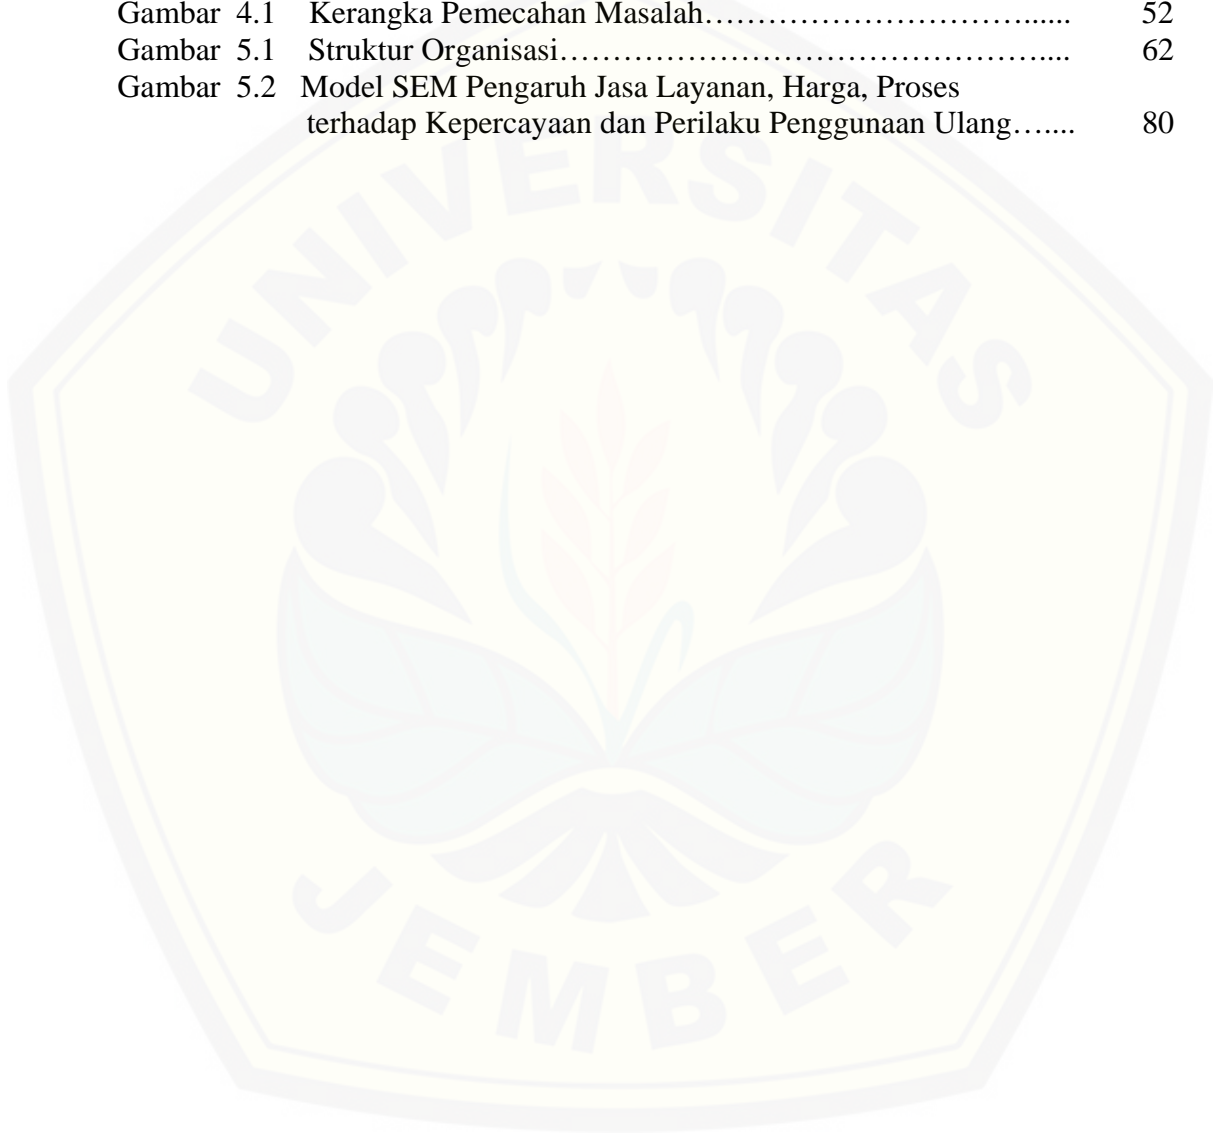 Gambar 4.1 Kerangka Pemecahan Masalah…………………………...... 52
Gambar 5.1 Struktur Organisasi……………………………………….... 62
Gambar 5.2 Model SEM Pengaruh Jasa Layanan, Harga, Proses
terhadap Kepercayaan dan Perilaku Penggunaan Ulang….... 80
UNIVERSITAS
JEMBER